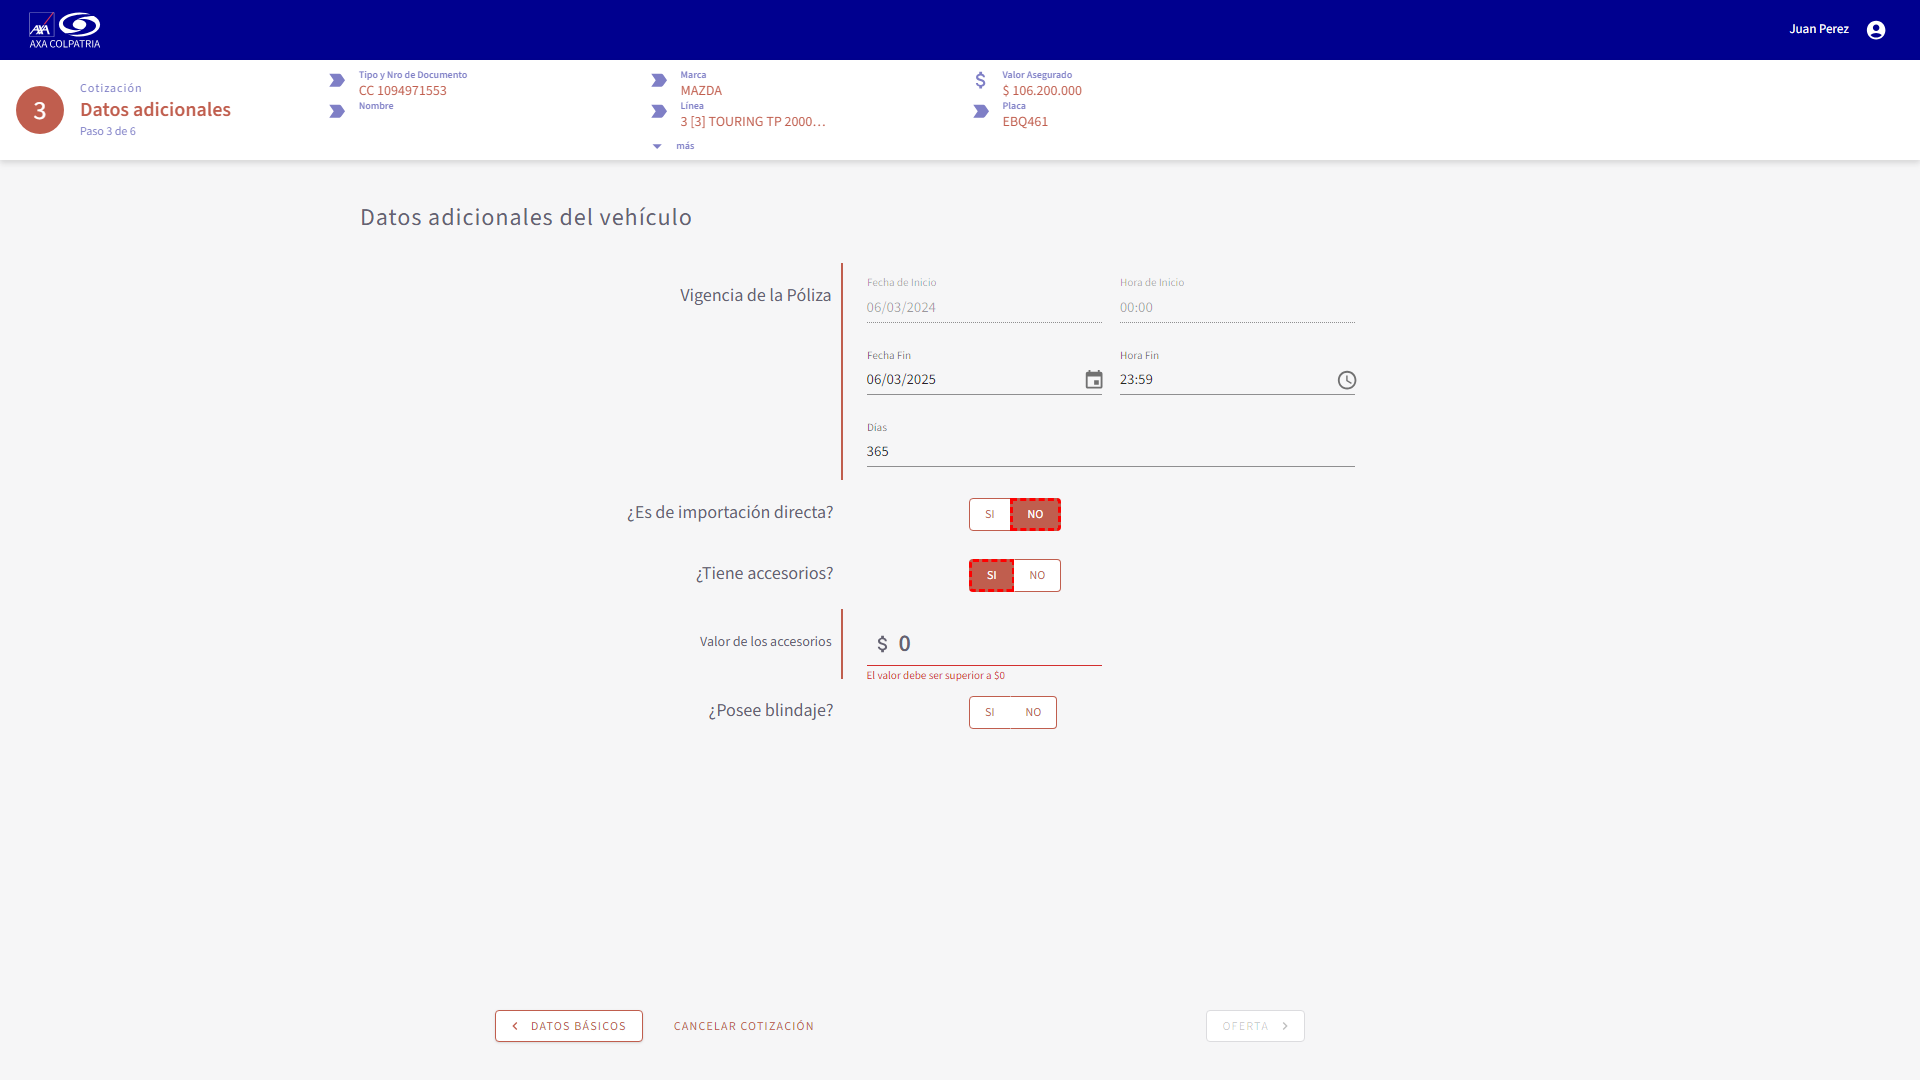 AXA
AXA COLPATRIA
Juan Perez
3
Cotización
Datos adicionales
Paso 3 de 6
Tipo y Nro de Documento
CC 1094971553
Nombre
Marca
MAZDA
Línea
3 [3] TOURING TP 2000…
más
Valor Asegurado
$ 106.200.000
Placa
EBQ461
Datos adicionales del vehículo
Vigencia de la Póliza
Fecha de Inicio
06/03/2024
Hora de Inicio
00:00
Fecha Fin
06/03/2025
Hora Fin
23:59
Días
365
¿Es de importación directa?
SI NO
¿Tiene accesorios?
SI NO
Valor de los accesorios
$ 0
El valor debe ser superior a $0
¿Posee blindaje?
SI NO
DATOS BÁSICOS
CANCELAR COTIZACIÓN
OFERTA